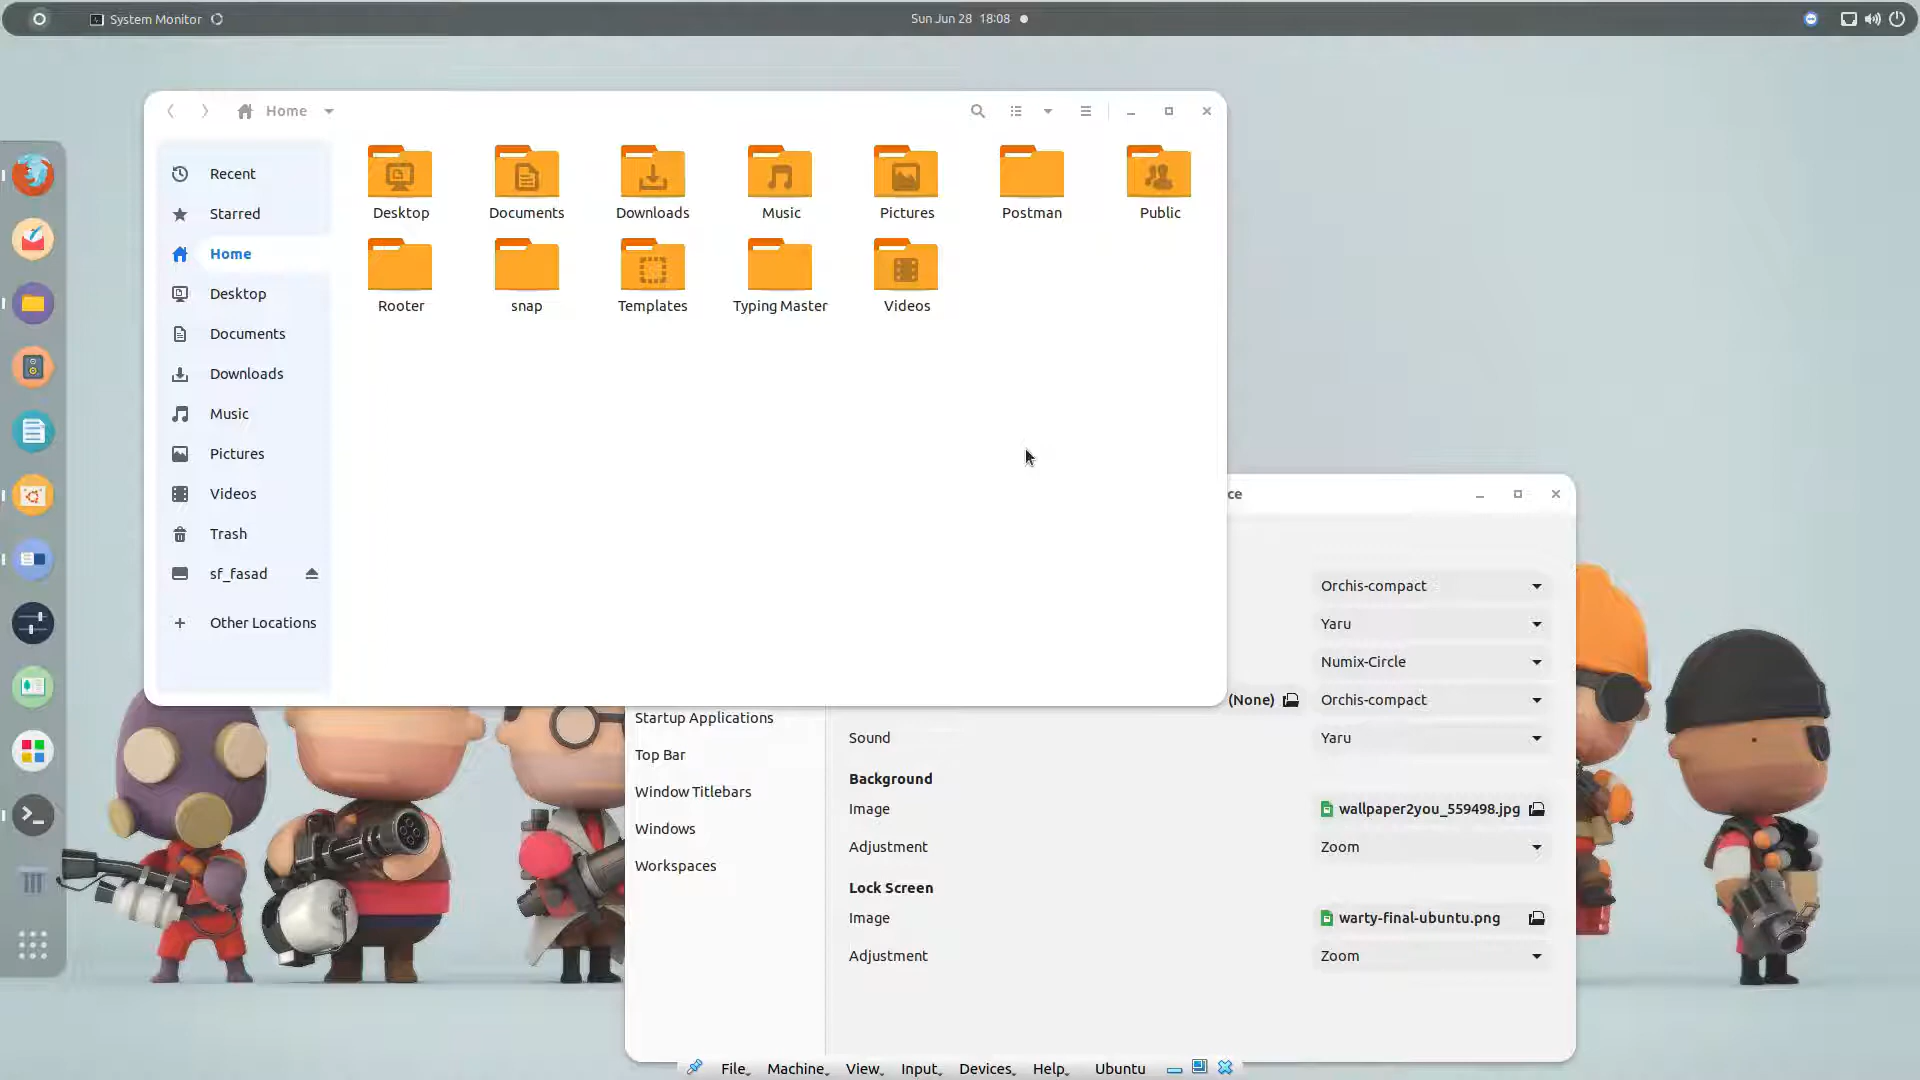 System Monitor
Sun Jun 28 18:08
Home
Recent
Starred
Home
Desktop
Documents
Downloads
Music
Pictures
Videos
Trash
sf_fasad
+ Other Locations
Desktop
Documents
Downloads
Music
Pictures
Postman
Public
Rooter
snap
Templates
Typing Master
Videos
ce
Orchis-compact
Yaru
Numix-Circle
(None)
Orchis-compact
Startup Applications
Top Bar
Window Titlebars
Windows
Workspaces
Sound
Yaru
Background
Image
wallpaper2you_559498.jpg
Adjustment
Zoom
Lock Screen
Image
warty-final-ubuntu.png
Adjustment
Zoom
File
Machine
View
Input
Devices
Help
Ubuntu